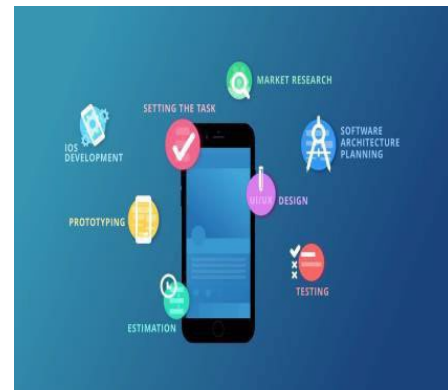 MARKET RESEARCH
SETTING THE TASK
SOFTWARE
ARCHITECTURE
PLANNING
IOS
DEVELOPMENT
UI/UX
DESIGN
PROTOTYPING
TESTING
ESTIMATION